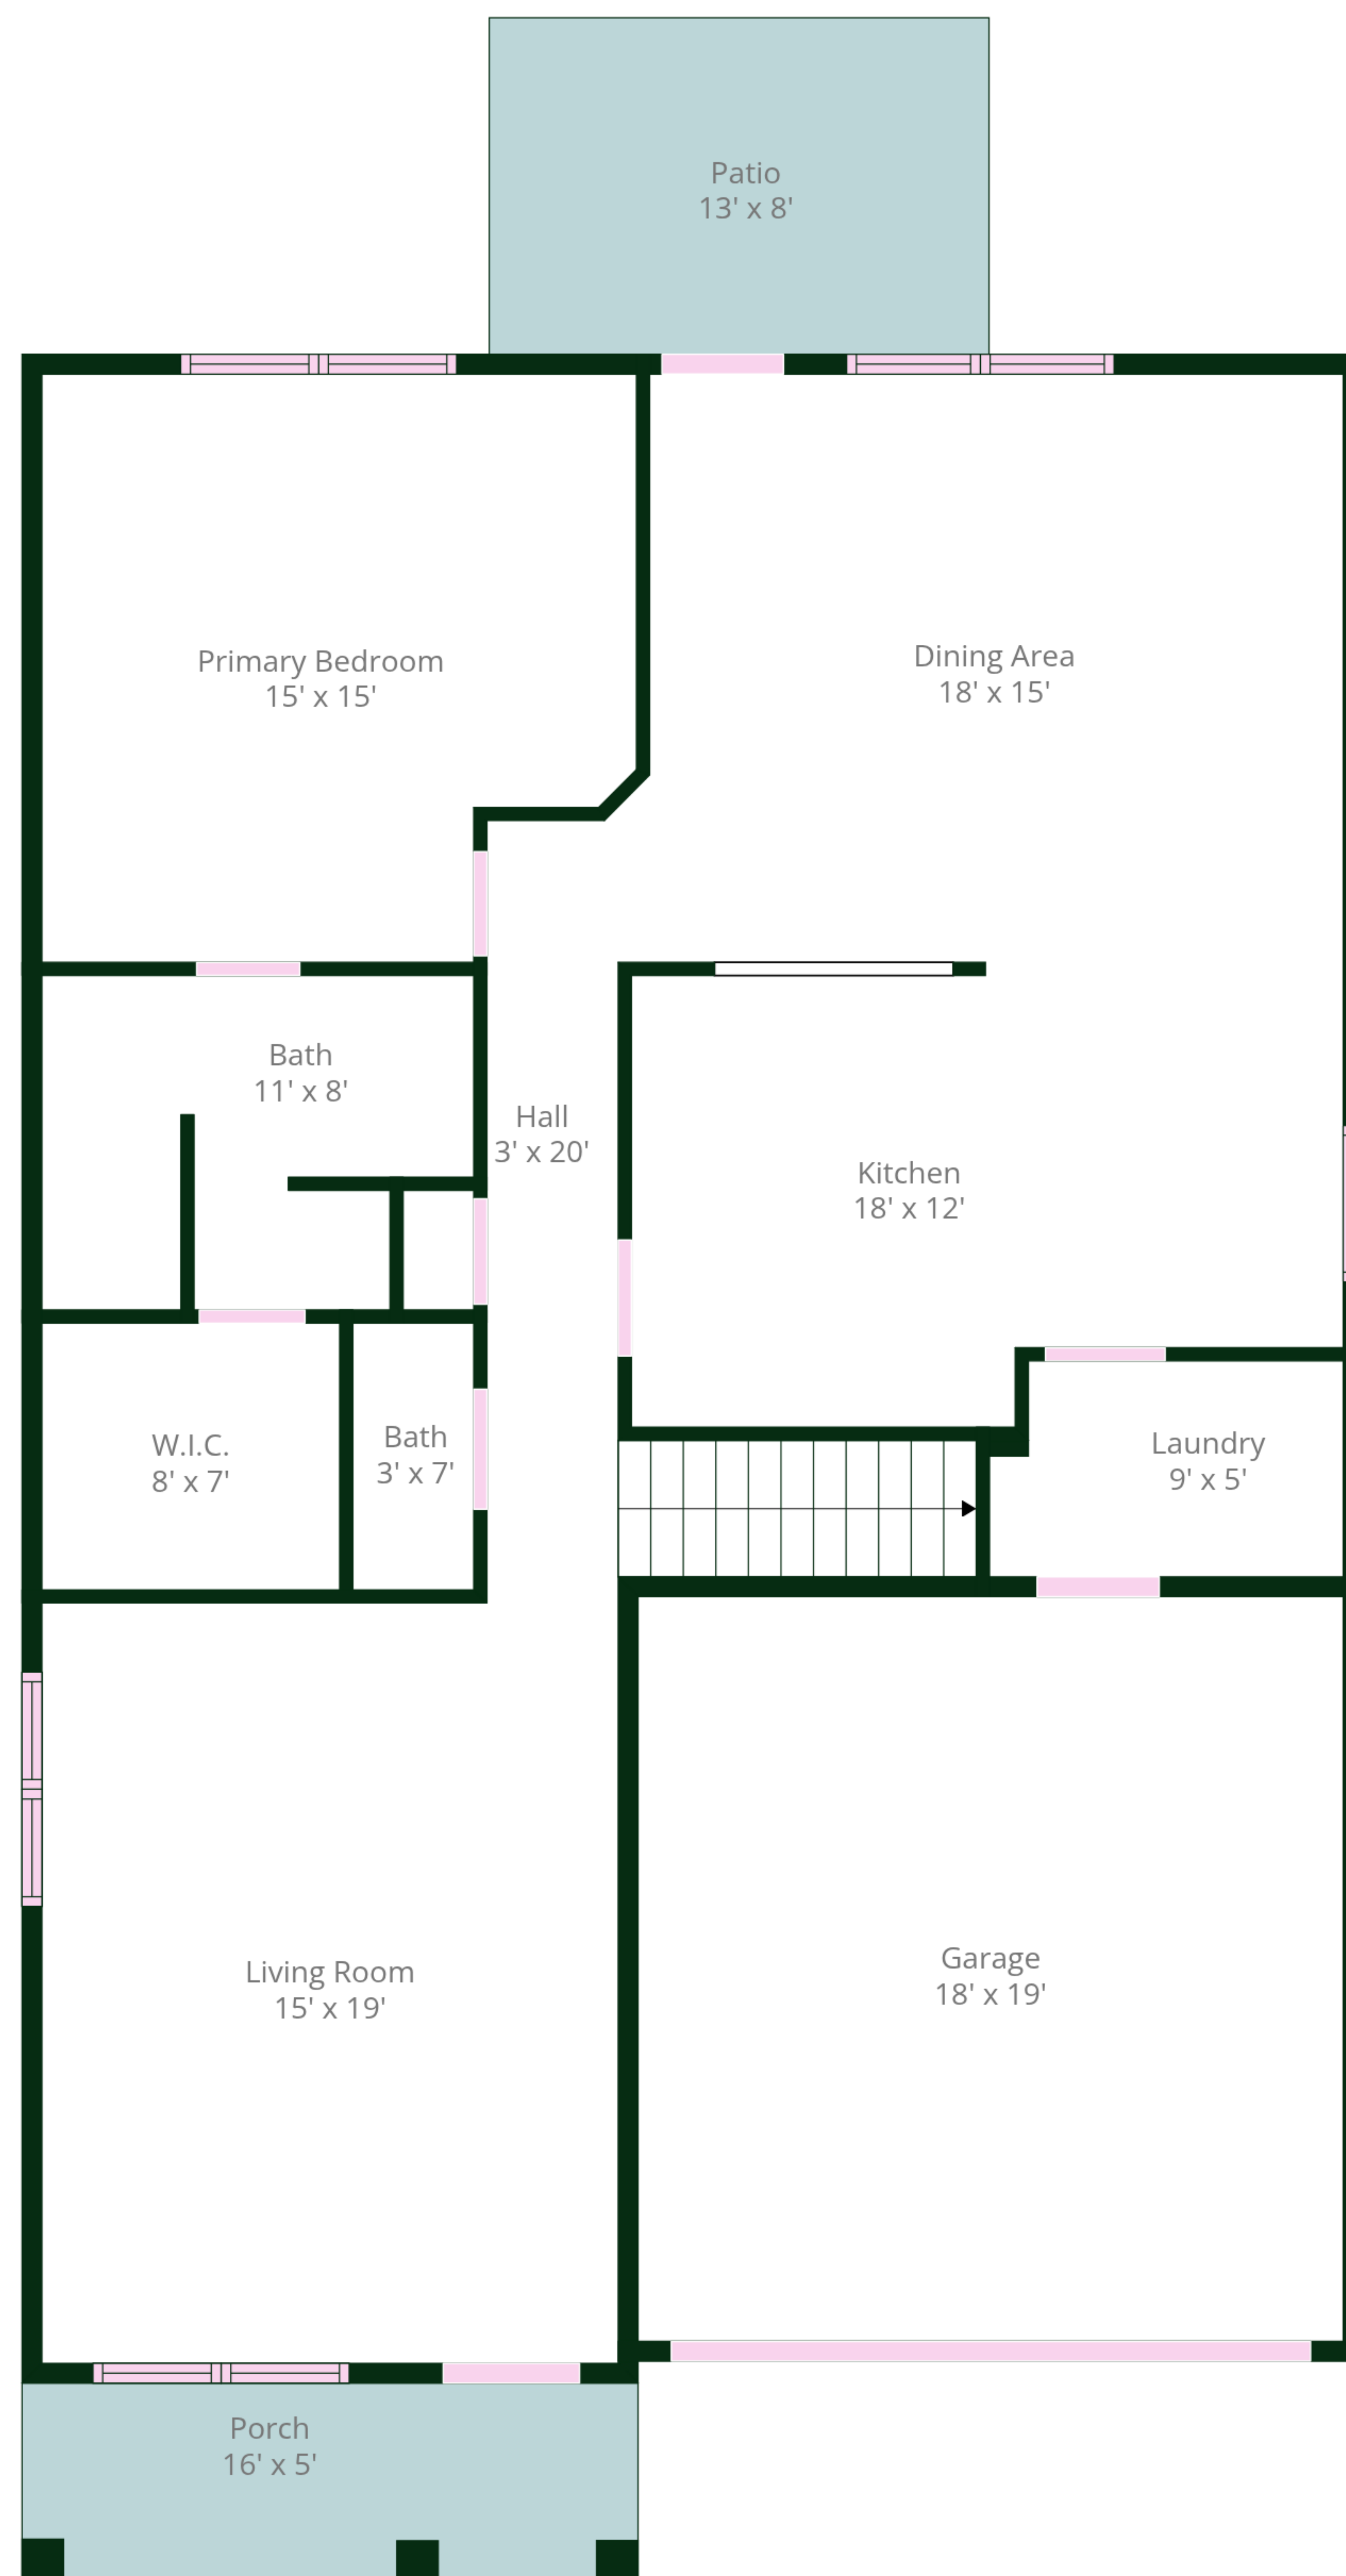 Patio
13' x 8'
Primary Bedroom
15' x 15'
Dining Area
18' x 15'
Bath
11' x 8'
Hall
3' x 20'
Kitchen
18' x 12'
W.I.C.
8' x 7'
Bath
3' x 7'
Laundry
9' x 5'
Living Room
15' x 19'
Garage
18' x 19'
Porch
16' x 5'